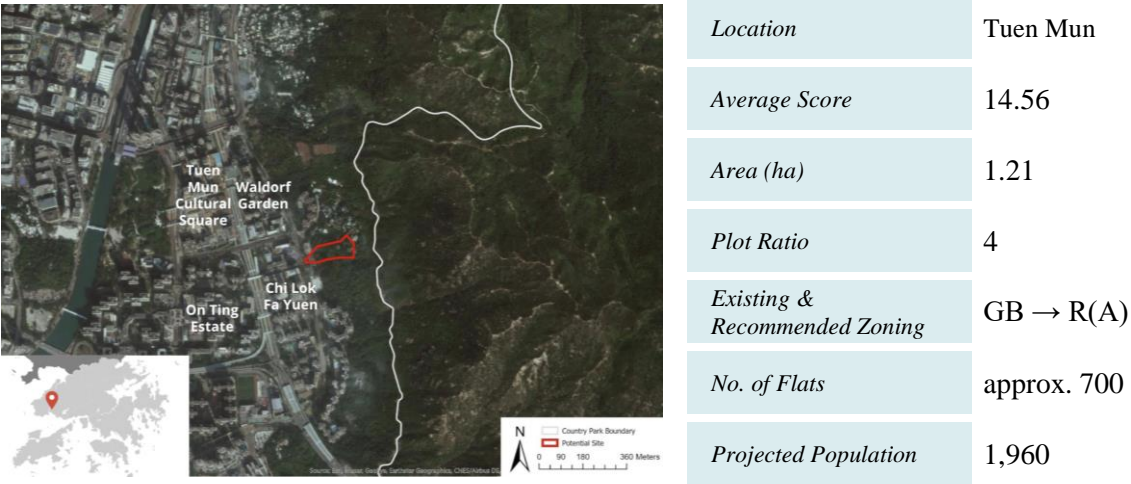 Tuen
Mun Waldorf
Cultural Garden
Square
Chi Lok
Fa Yuen
On Ting
Estate
N
Country Park Boundary
Potential Site
0 90 180 360 Meters
Location Tuen Mun
Average Score 14.56
Area (ha) 1.21
Plot Ratio 4
Existing &
Recommended Zoning GB → R(A)
No. of Flats approx. 700
Projected Population 1,960